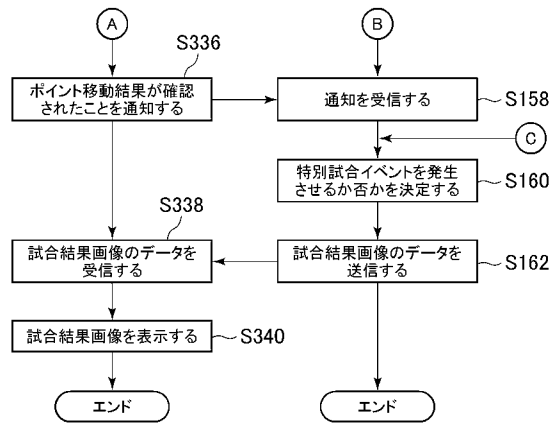 A
B
S336
ポイント移動結果が確認
されたことを通知する
通知を受信する
S158
C
特別試合イベントを発生
させるか否かを決定する
S160
S338
試合結果画像のデータを
受信する
試合結果画像のデータを
送信する
S162
試合結果画像を表示する
S340
エンド
エンド